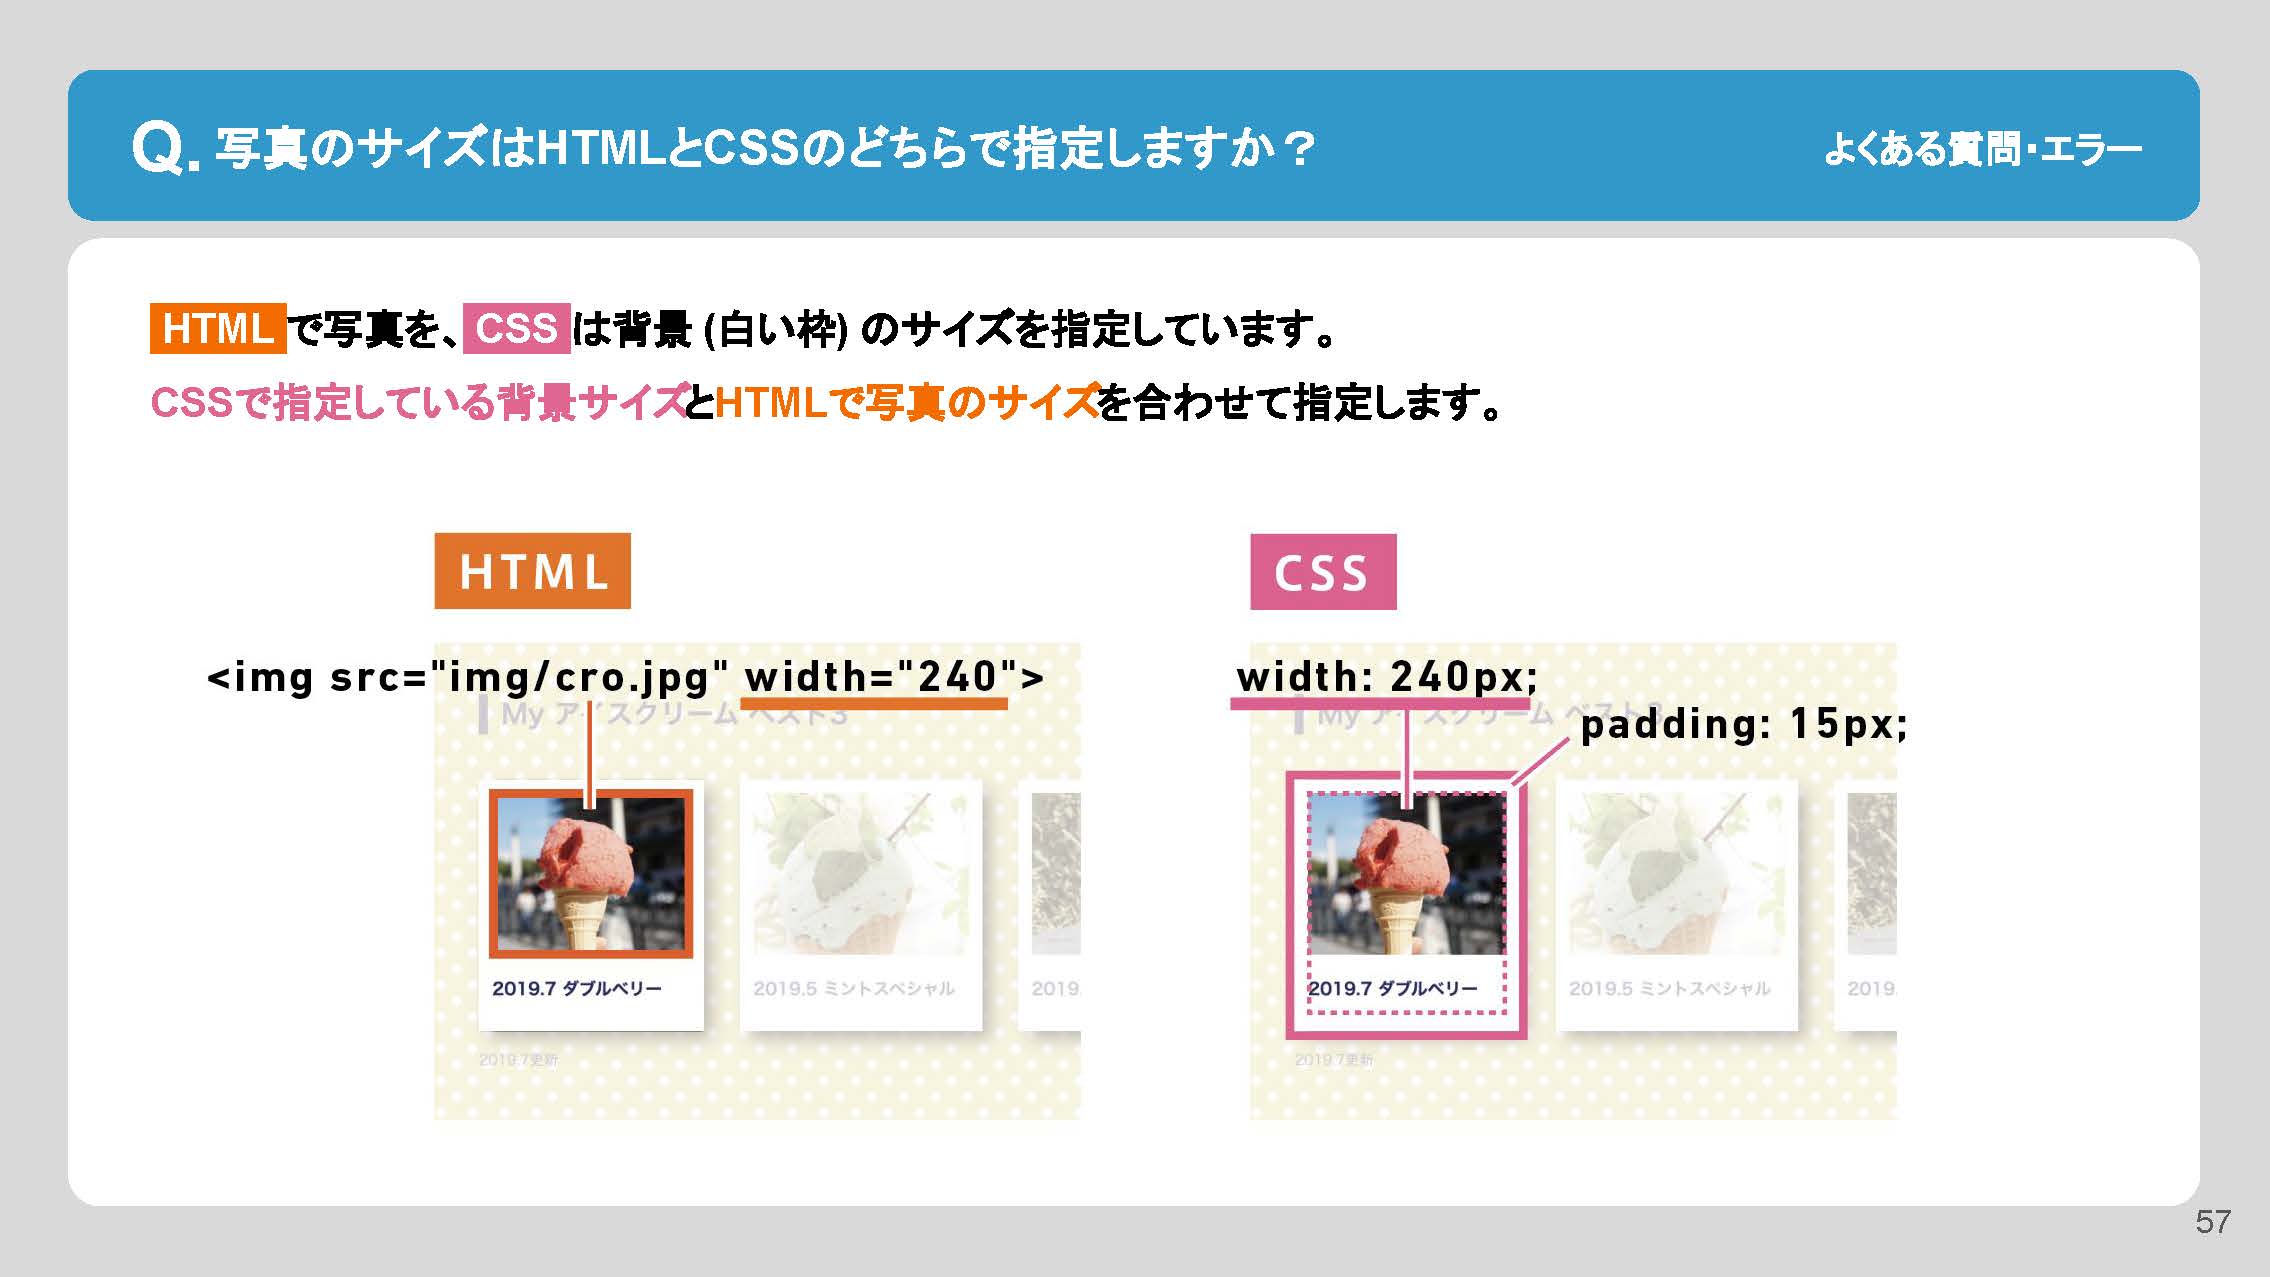 Q. 写真のサイズはHTMLとCSSのどちらで指定しますか？
よくある質問・エラー
HTML で写真を、 CSS は背景 (白い枠) のサイズを指定しています。
CSSで指定している背景サイズとHTMLで写真のサイズを合わせて指定します。
HTML
<img src="img/cro.jpg" width="240">
My アイスクリーム ベスト3
2019.7 ダブルベリー
2019.5 ミントスペシャル
2019.
2019.7更新
CSS
width: 240px;
My アイスクリーム ベスト3
padding: 15px;
2019.7 ダブルベリー
2019.5 ミントスペシャル
2019.
2019.7更新
57